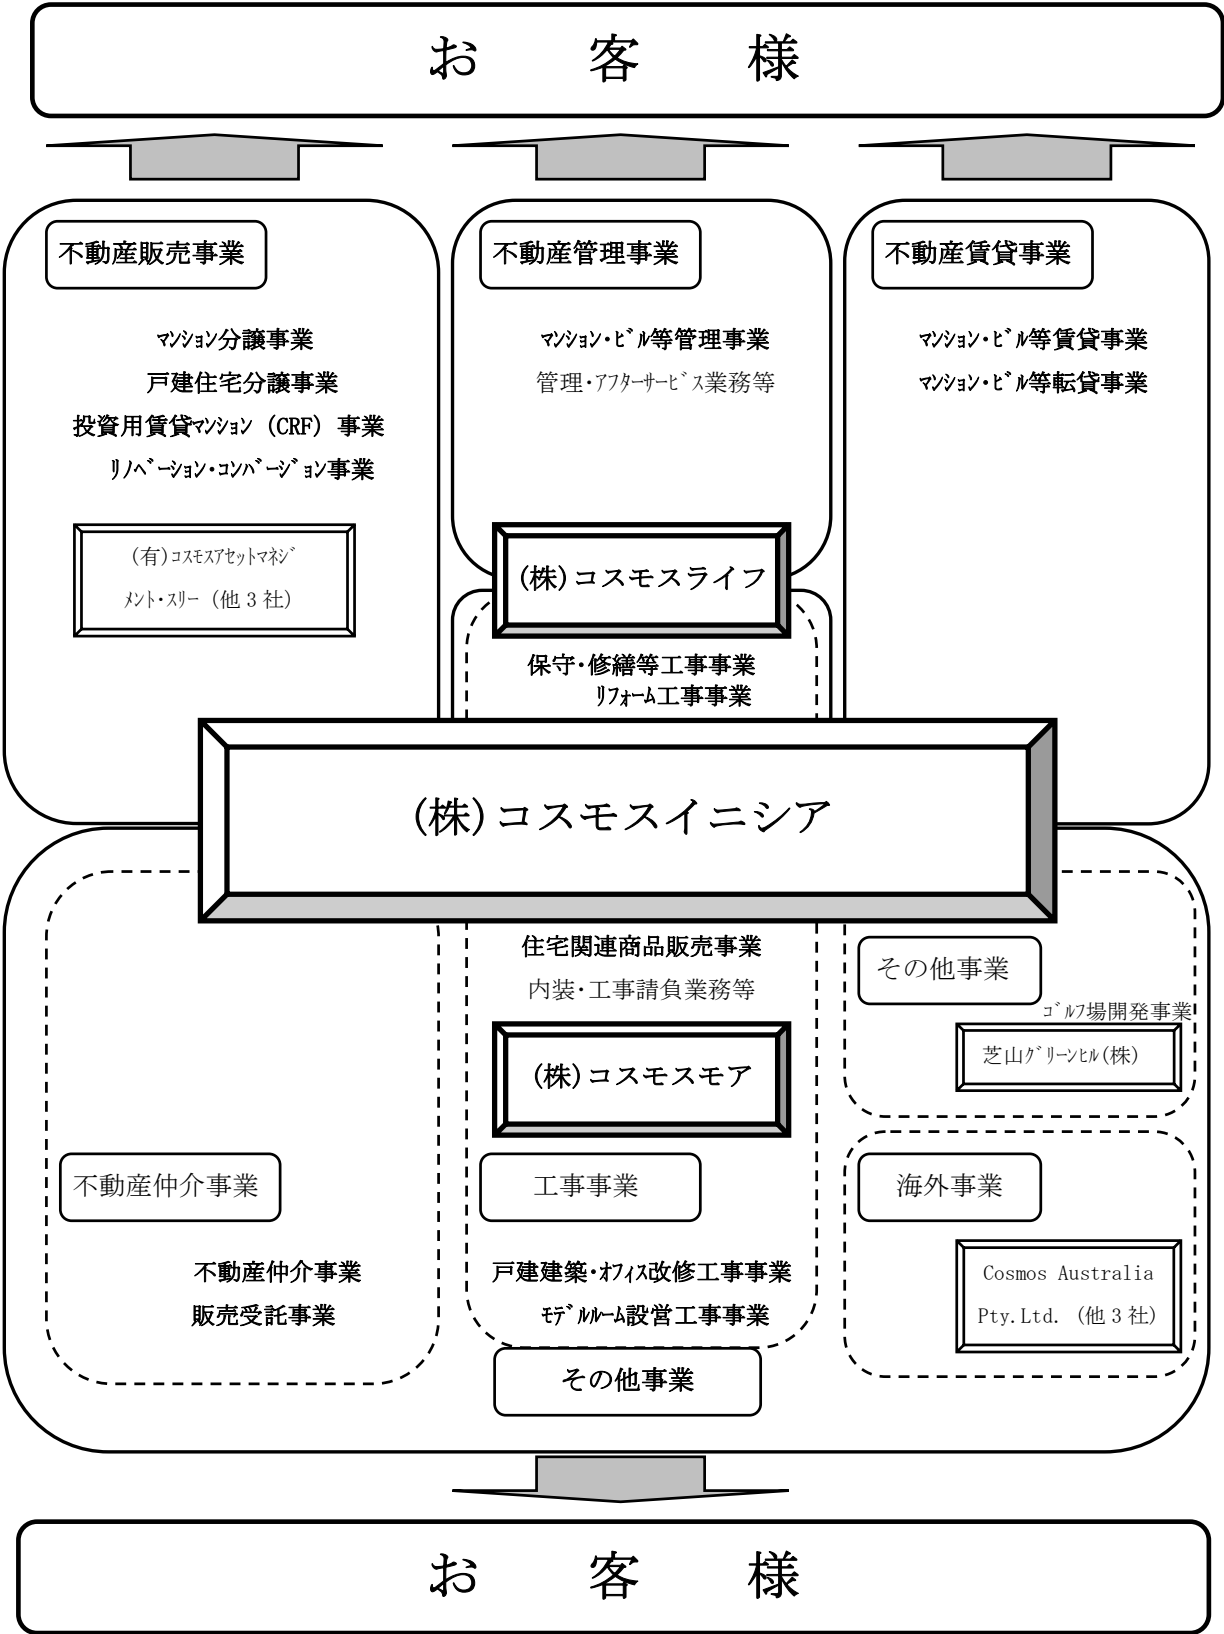 お 客 様
不動産販売事業
マンション分譲事業
戸建住宅分譲事業
投資用賃貸マンション (CRF) 事業
リノベーション・コンバージョン事業
(有)コスモスアセットマネジ
メント・スリー (他3社)
不動産管理事業
マンション・ビル等管理事業
管理・アフターサービス業務等
(株)コスモスライフ
保守・修繕等工事事業
リフォーム工事事業
不動産賃貸事業
マンション・ビル等賃貸事業
マンション・ビル等転貸事業
(株)コスモスイニシア
不動産仲介事業
不動産仲介事業
販売受託事業
住宅関連商品販売事業
内装・工事請負業務等
(株)コスモスモア
工事事業
戸建建築・オフィス改修工事事業
モデルルーム設営工事事業
その他事業
その他事業
ゴルフ場開発事業
芝山グリーンヒル(株)
海外事業
Cosmos Australia
Pty.Ltd. (他3社)
お 客 様